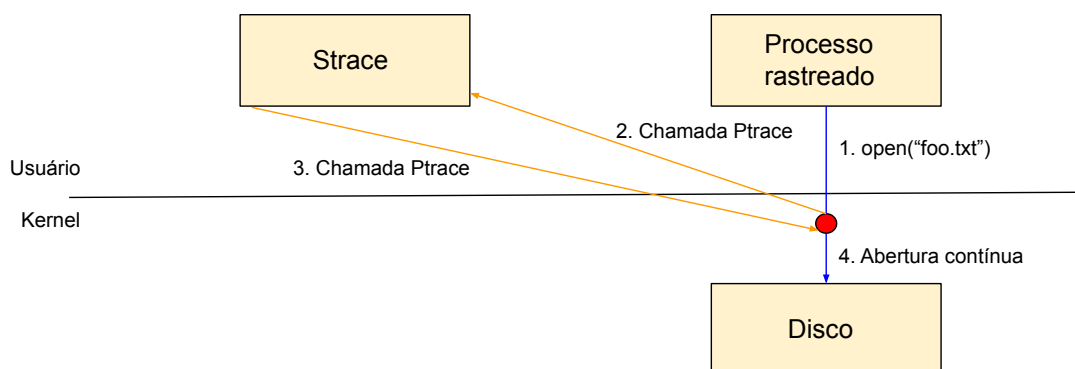 Strace
Processo
rastreado
2. Chamada Ptrace
1. open(“foo.txt”)
3. Chamada Ptrace
Usuário
Kernel
4. Abertura contínua
Disco